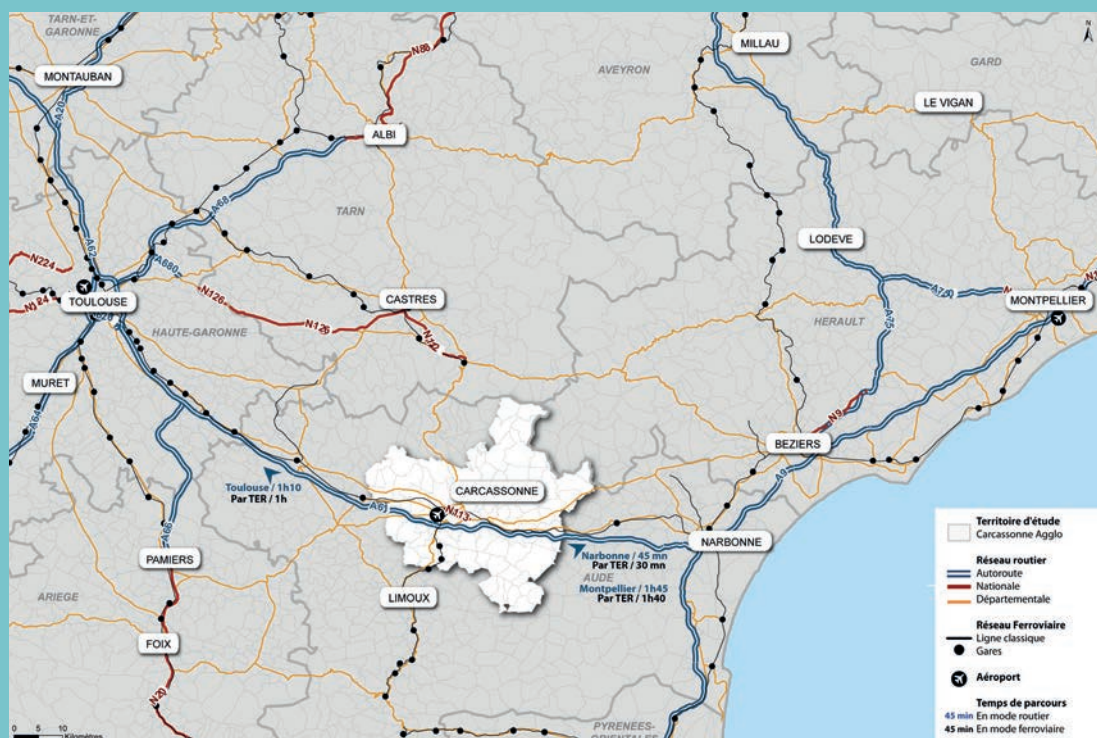 TARN-ET-
GARONNE
MONTAUBAN
A20
N88
ALBI
AVEYRON
MILLAU
GARD
LE VIGAN
N
A68
TARN
A62
A680
N224
N124
TOULOUSE
N126
N126
CASTRES
N112
HAUTE-GARONNE
LODEVE
A75
HERAULT
MONTPELLIER
MURET
A64
N9
BEZIERS
A9
Toulouse / 1h10
Par TER / 1h
CARCASSONNE
A61
N113
NARBONNE
Narbonne / 45 mn
Par TER / 30 mn
AUDE
Montpellier / 1h45
Par TER / 1h40
A66
PAMIERS
ARIEGE
LIMOUX
FOIX
N20
PYRENEES-
ORIENTALES
0 5 10
Kilomètres
Territoire d'étude
Carcassonne Agglo
Réseau routier
Autoroute
Nationale
Départementale
Réseau Ferroviaire
Ligne classique
Gares
Aéroport
Temps de parcours
45 min En mode routier
45 min En mode ferroviaire